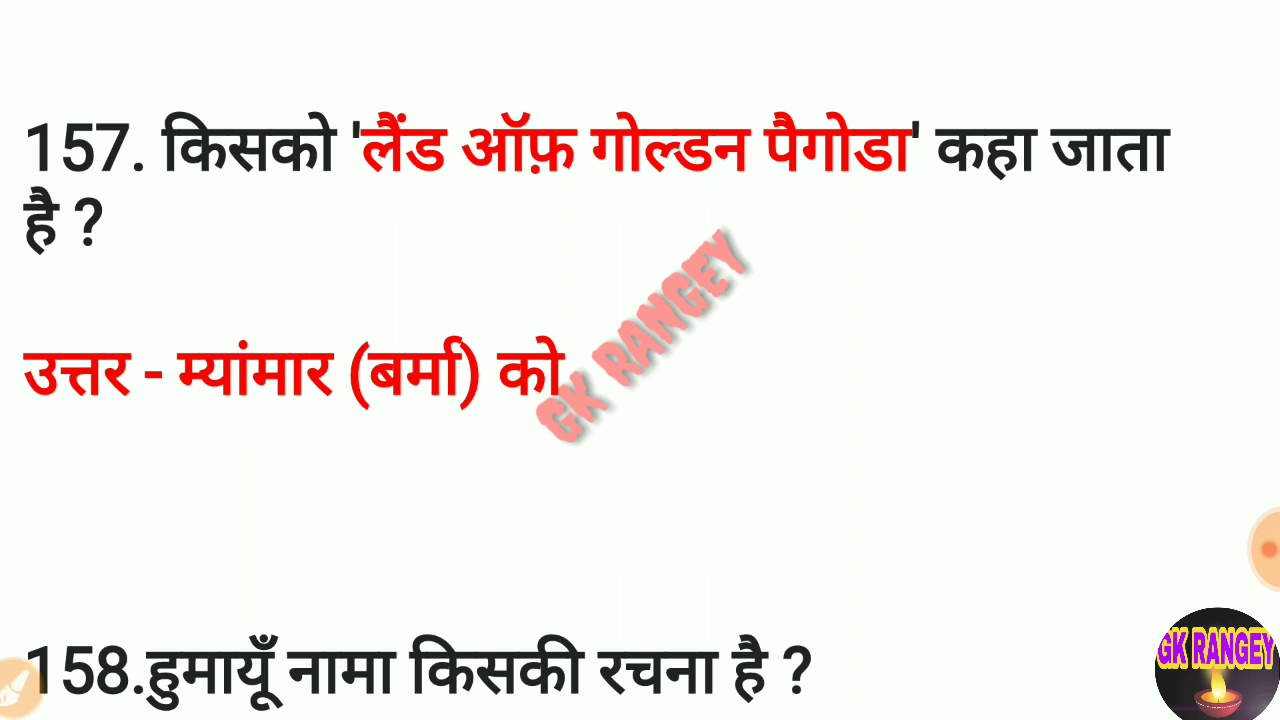 157. किसको 'लैंड ऑफ़ गोल्डन पैगोडा' कहा जाता
है ?
GK RANGEY
उत्तर - म्यांमार (बर्मा) को
158.हुमायूँ नामा किसकी रचना है ?
GK RANGEY